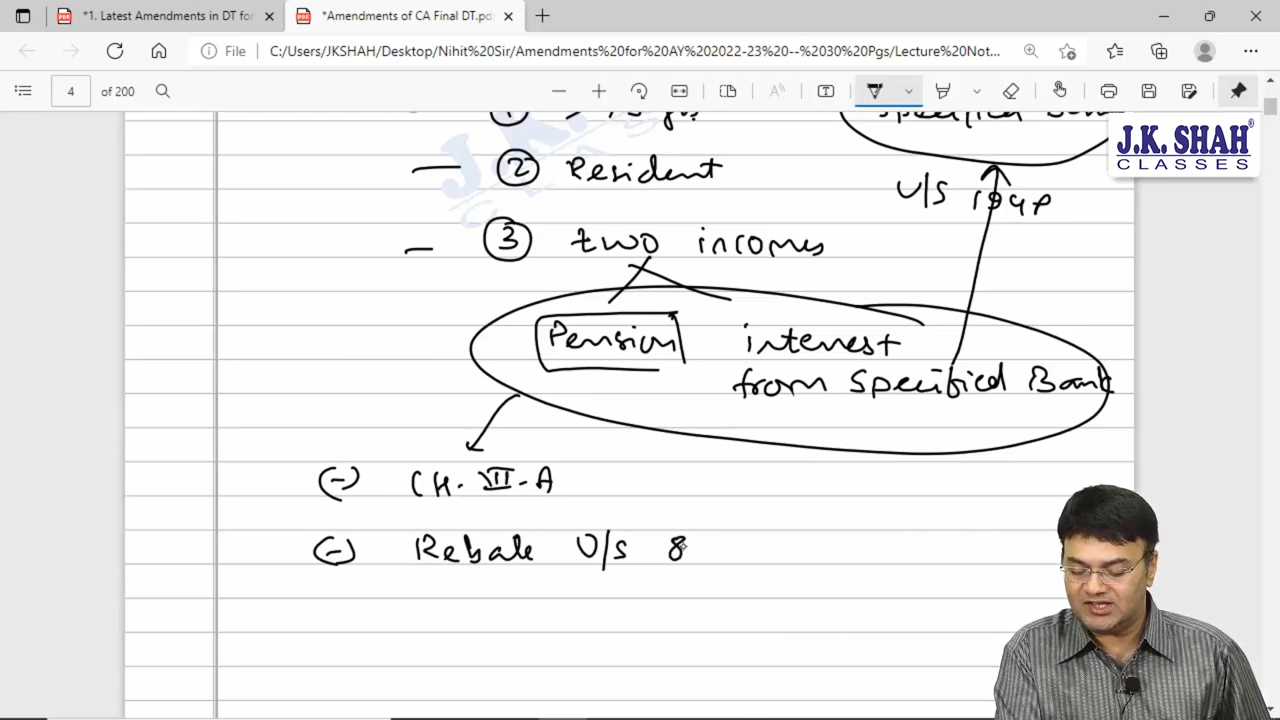 *1. Latest Amendments in DT for
*Amendments of CA Final DT.pd
File C:/Users/JKSHAH/Desktop/Nihit%20Sir/Amendments%20for%20AY%202022-23%20--%2030%20Pgs/Lecture%20Not...
4 of 200
J.K. SHAH®
CLASSES
② Resident
U/S 194P
③ two incomes
Pension interest
from Specified Bank
(-) CH. VI-A
(-) Rebate U/S 8